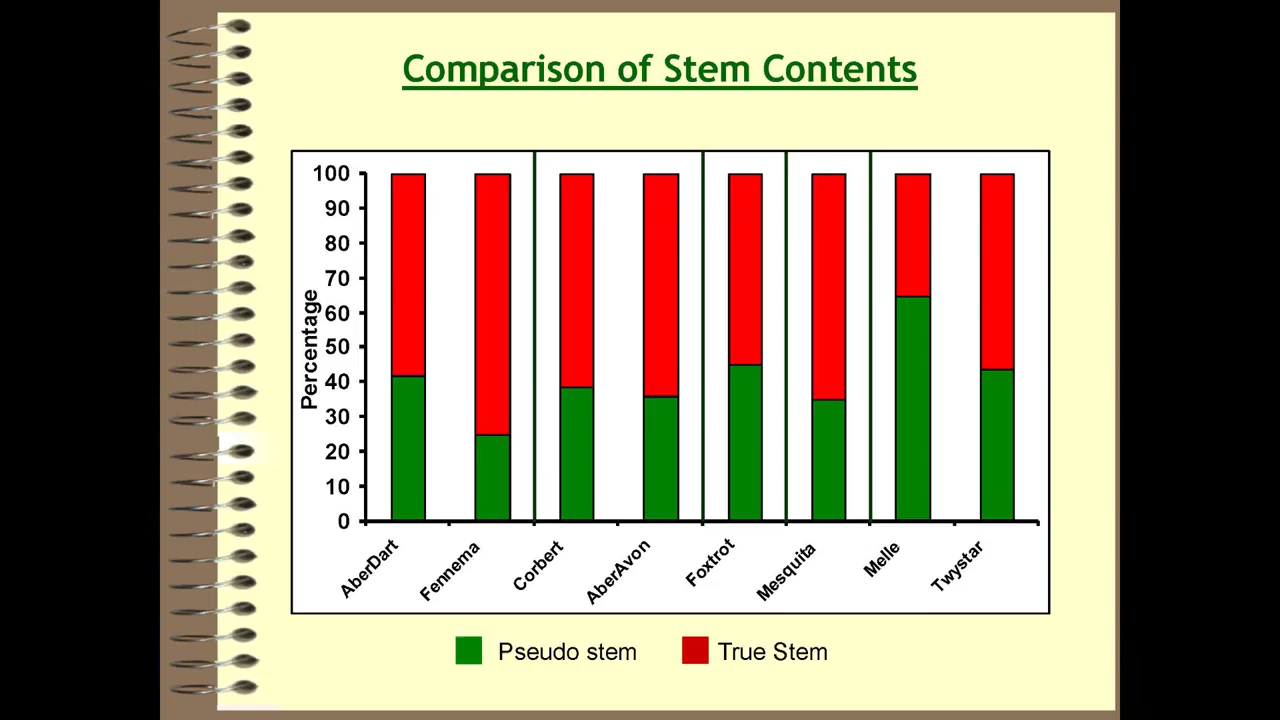 Comparison of Stem Contents
Percentage
100
90
80
70
60
50
40
30
20
10
0
AberDart
Fennema
Corbert
AberAvon
Foxtrot
Mesquita
Melle
Twystar
Pseudo stem
True Stem